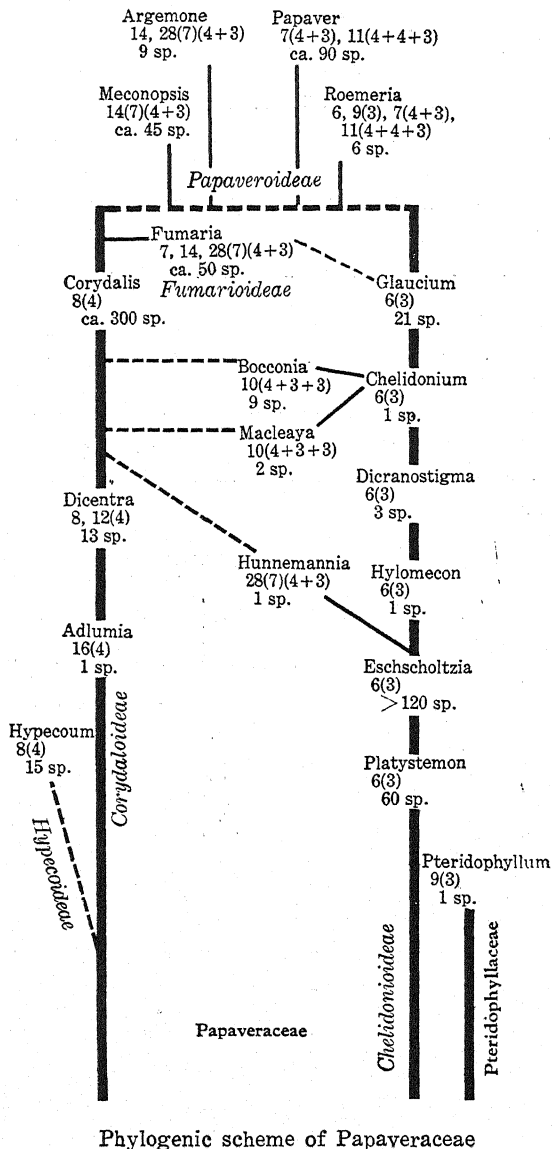 Argemone
14, 28(7)(4+3)
9 sp.
Papaver
7(4+3), 11(4+4+3)
ca. 90 sp.
Meconopsis
14(7)(4+3)
ca. 45 sp.
Roemeria
6, 9(3), 7(4+3),
11(4+4+3)
6 sp.
Papaveroideae
Fumaria
7, 14, 28(7)(4+3)
ca. 50 sp.
Fumarioideae
Corydalis
8(4)
ca. 300 sp.
Glaucium
6(3)
21 sp.
Bocconia
10(4+3+3)
9 sp.
Chelidonium
6(3)
1 sp.
Macleaya
10(4+3+3)
2 sp.
Dicentra
8, 12(4)
13 sp.
Dicranostigma
6(3)
3 sp.
Hunnemannia
28(7)(4+3)
1 sp.
Hylomecon
6(3)
1 sp.
Adlumia
16(4)
1 sp.
Eschscholtzia
6(3)
>120 sp.
Hypecoum
8(4)
15 sp.
Platystemon
6(3)
60 sp.
Corydaloideae
Hypecoideae
Pteridophyllum
9(3)
1 sp.
Chelidonioideae
Pteridophyllaceae
Papaveraceae
Phylogenic scheme of Papaveraceae